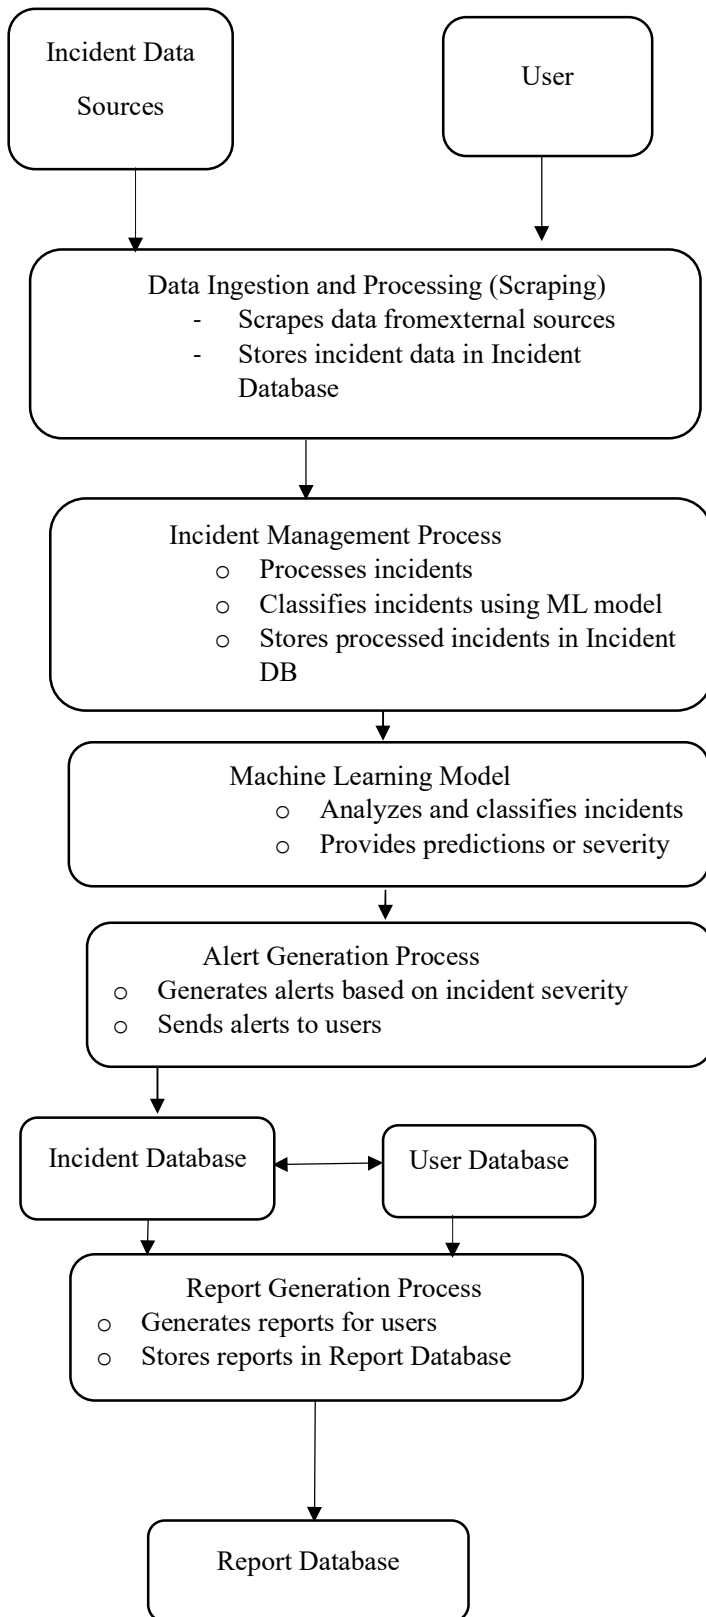 Incident Data
Sources
User
Data Ingestion and Processing (Scraping)
- Scrapes data fromexternal sources
- Stores incident data in Incident
Database
Incident Management Process
o Processes incidents
o Classifies incidents using ML model
o Stores processed incidents in Incident
DB
Machine Learning Model
o Analyzes and classifies incidents
o Provides predictions or severity
Alert Generation Process
o Generates alerts based on incident severity
o Sends alerts to users
Incident Database
User Database
Report Generation Process
o Generates reports for users
o Stores reports in Report Database
Report Database